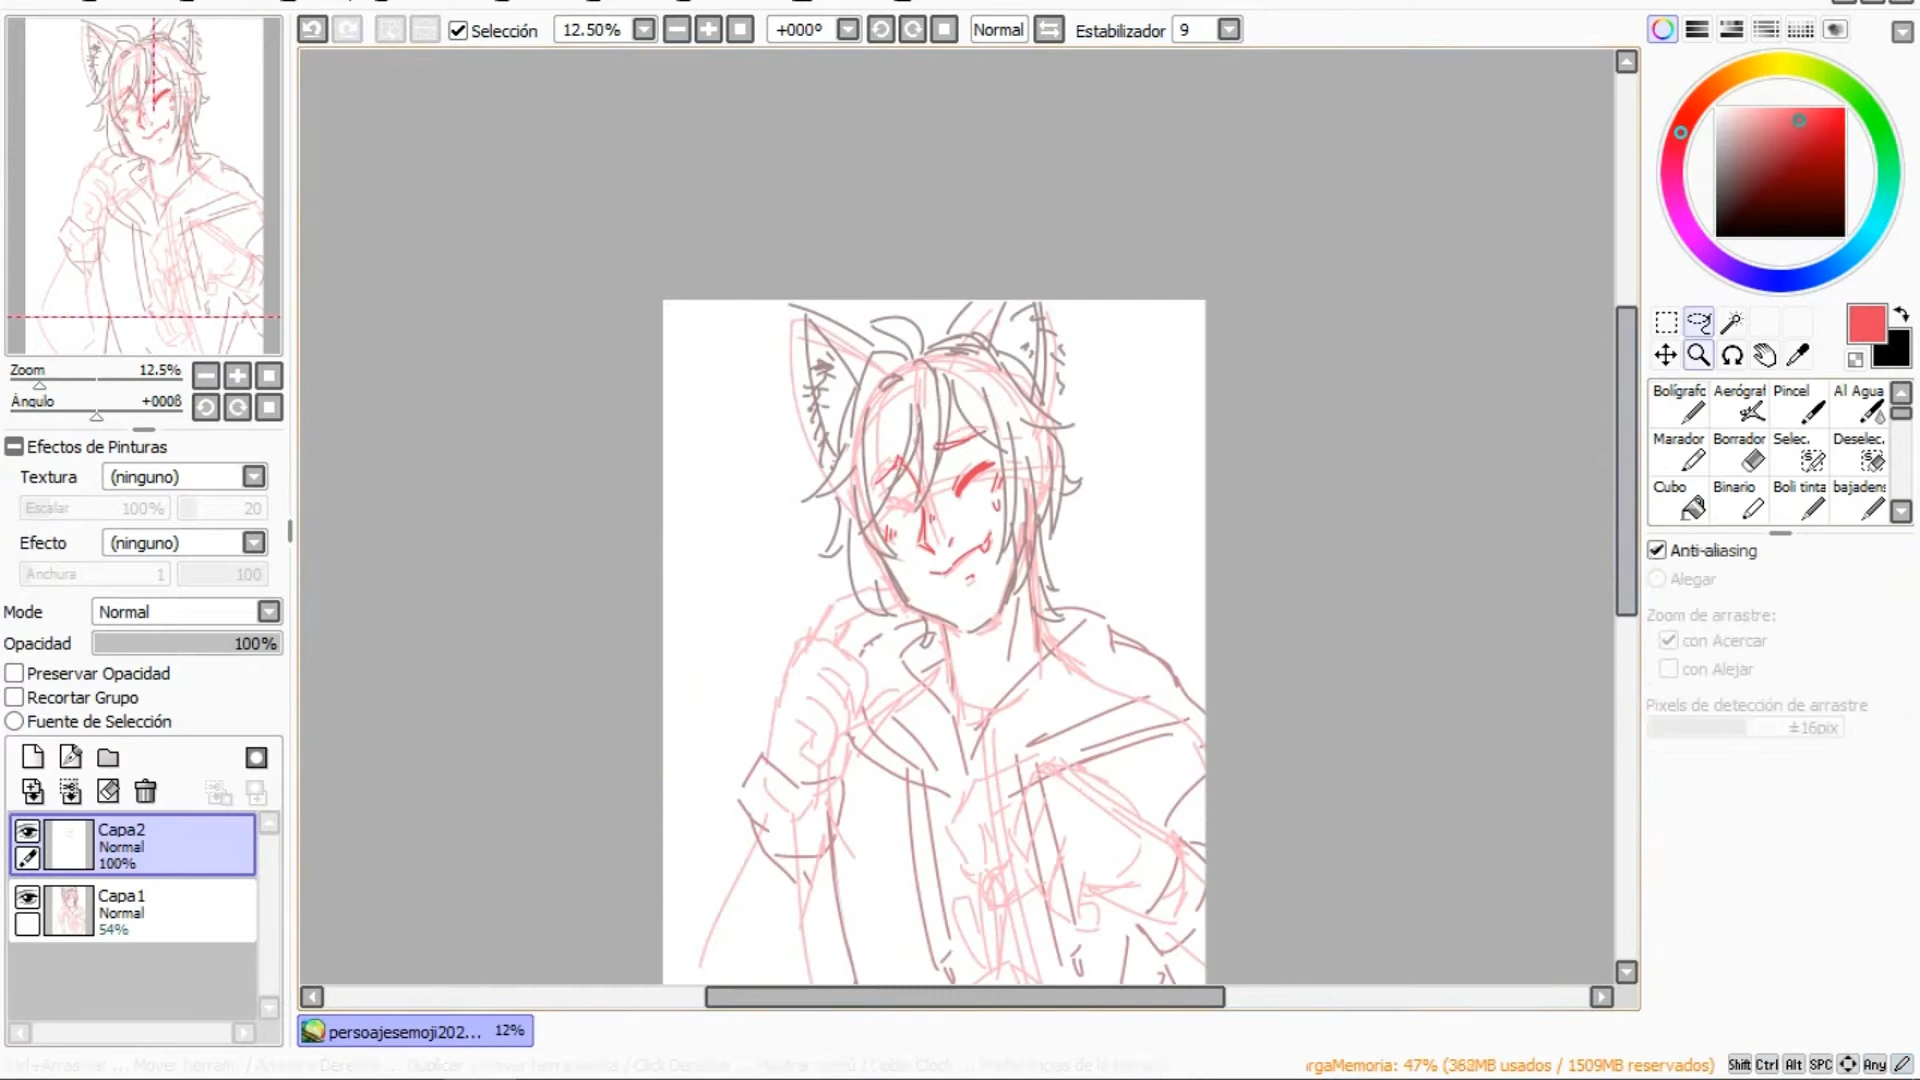 Selección 12.50% +000º Normal Estabilizador 9
Zoom 12.5%
Ángulo +000ß
Efectos de Pinturas
Textura (ninguno)
Escalar 100% 20
Efecto (ninguno)
Anchura 1 100
Mode Normal
Opacidad 100%
Preservar Opacidad
Recortar Grupo
Fuente de Selección
Capa2
Normal
100%
Capa1
Normal
54%
persoajesemoji202... 12%
Bolígrafc Aerógraf Pincel Al Agua
Marador Borrador Selec. Deselec.
Cubo Binario Boli tinta bajadens
Anti-aliasing
Alegar
Zoom de arrastre:
con Acercar
con Alejar
Pixels de detección de arrastre
±16pix
rgaMemoria: 47% (368MB usados / 1509MB reservados) Shift Ctrl Alt SPC Any